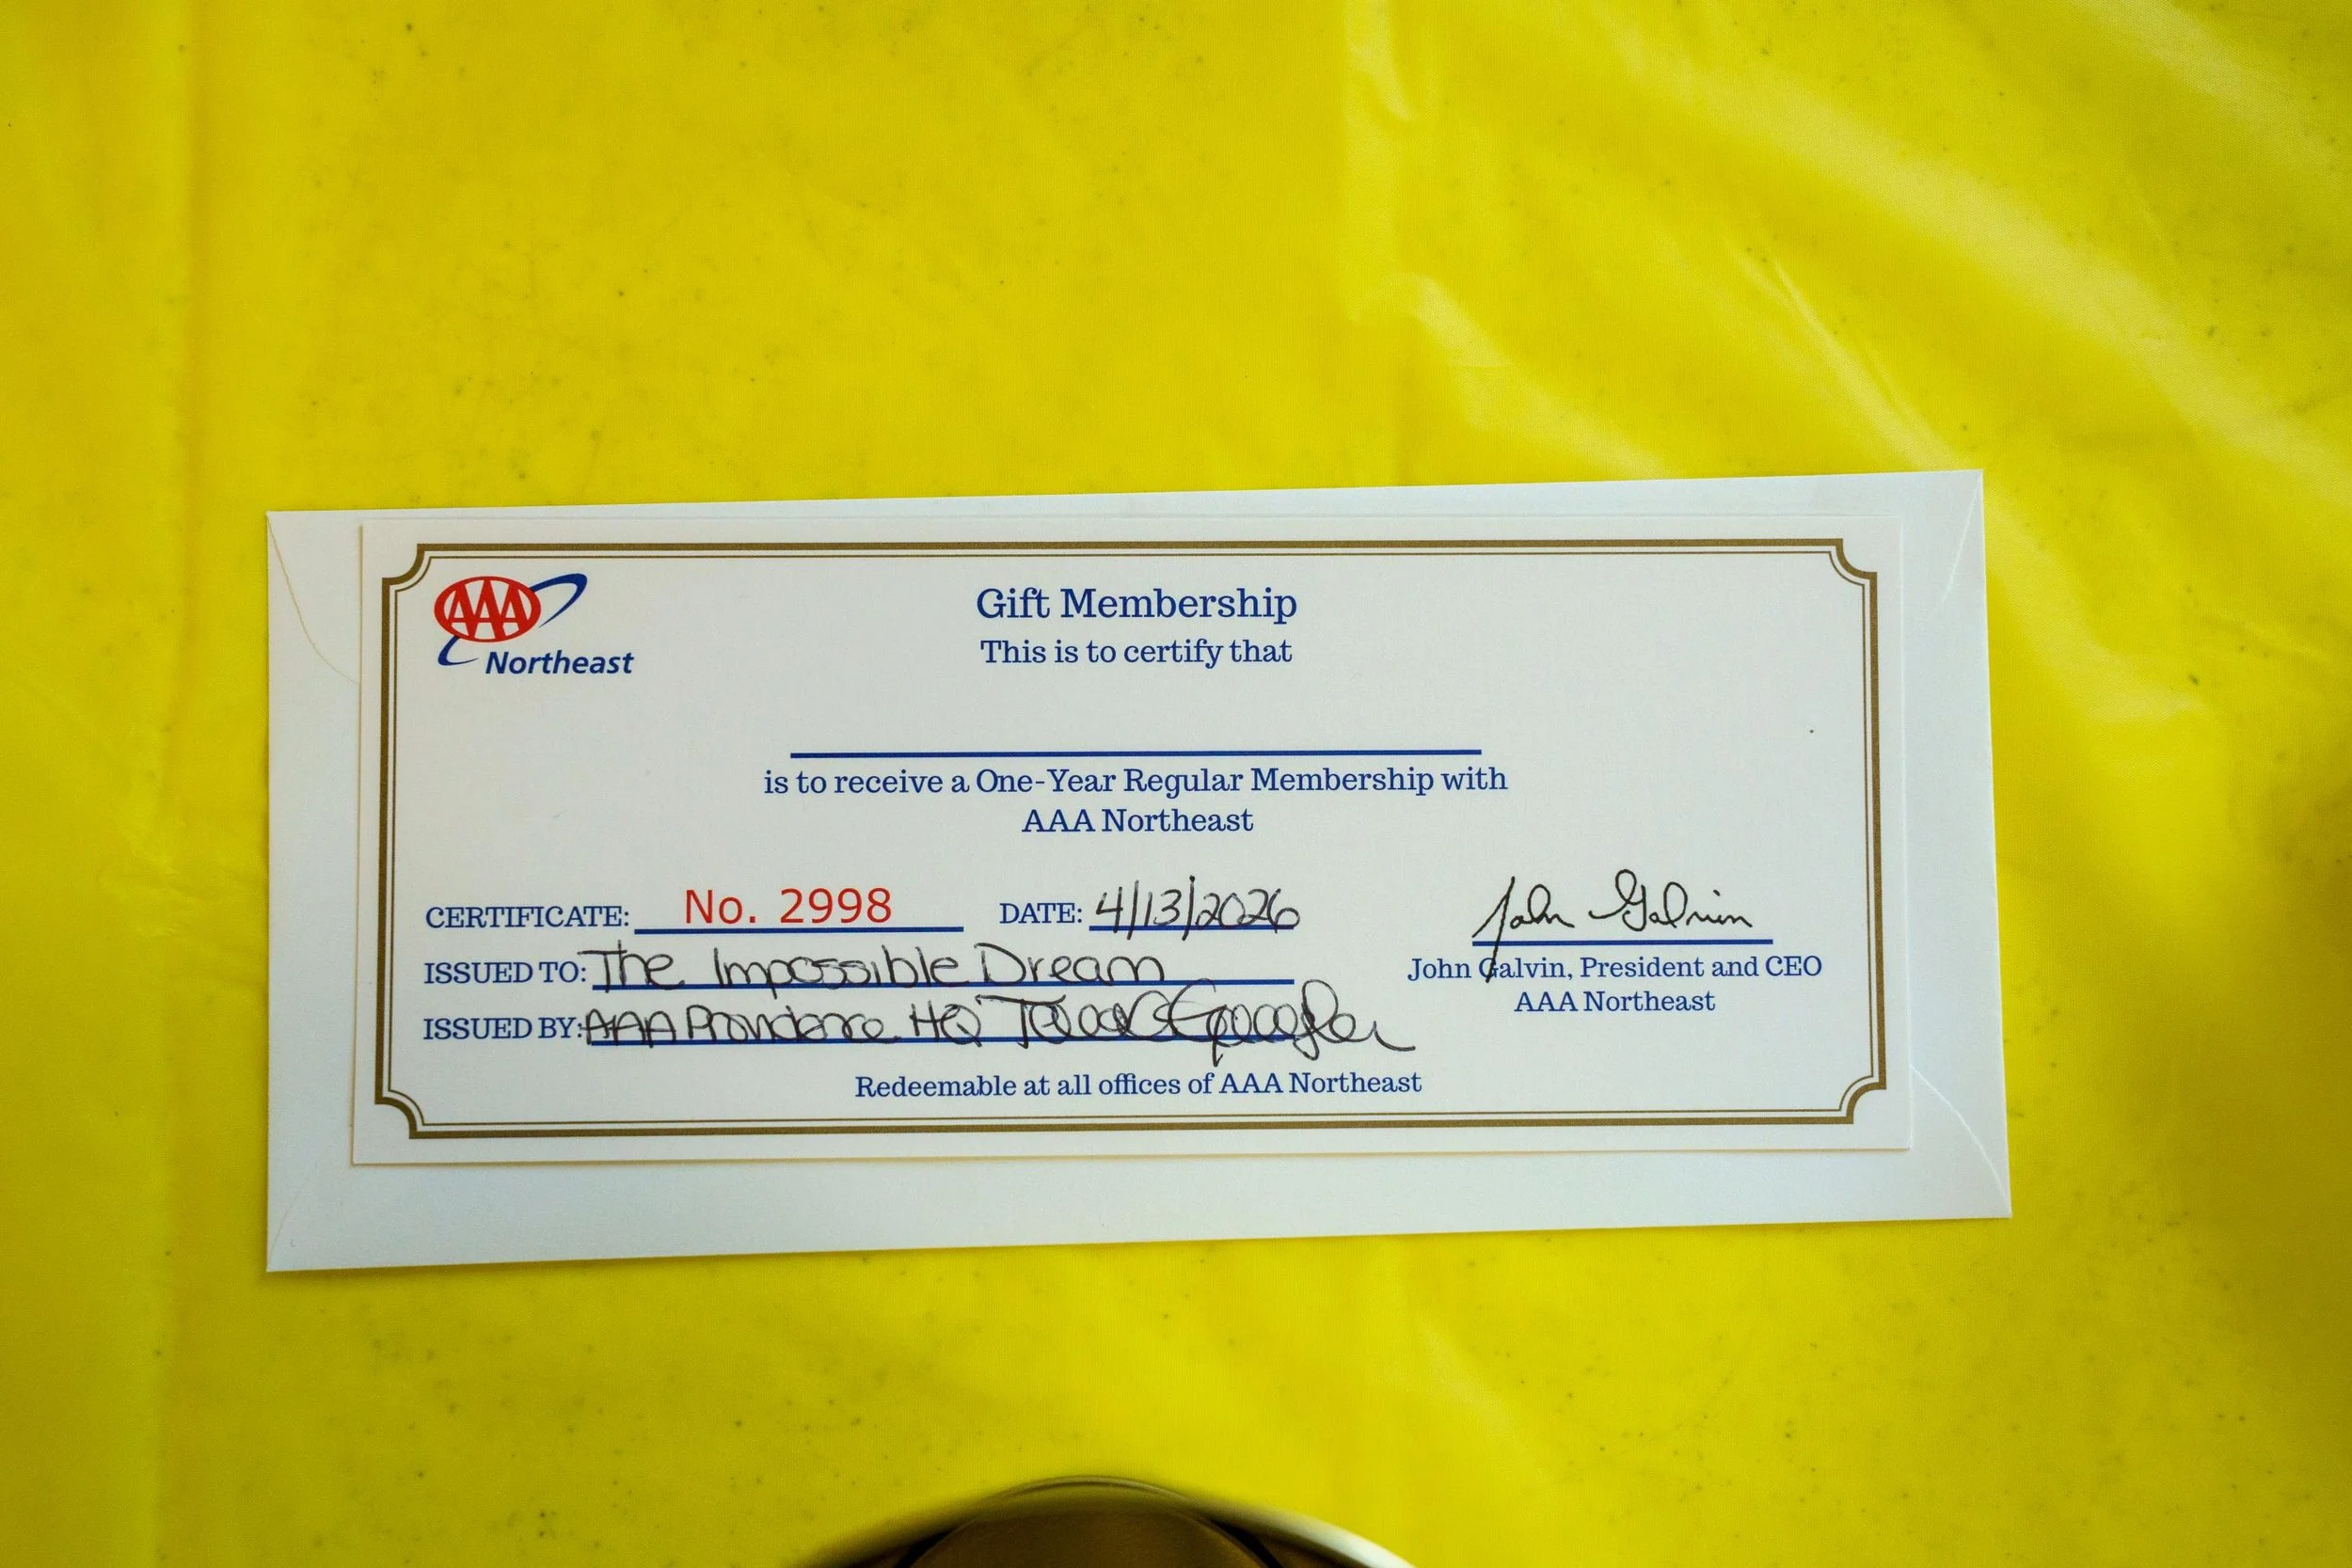 AAA
Northeast
Gift Membership
This is to certify that
is to receive a One-Year Regular Membership with
AAA Northeast
CERTIFICATE: No. 2998 DATE: 4/13/2026
ISSUED TO: The Impossible Dream
ISSUED BY: AAA Providence HQ
John Galvin
John Galvin, President and CEO
AAA Northeast
Redeemable at all offices of AAA Northeast